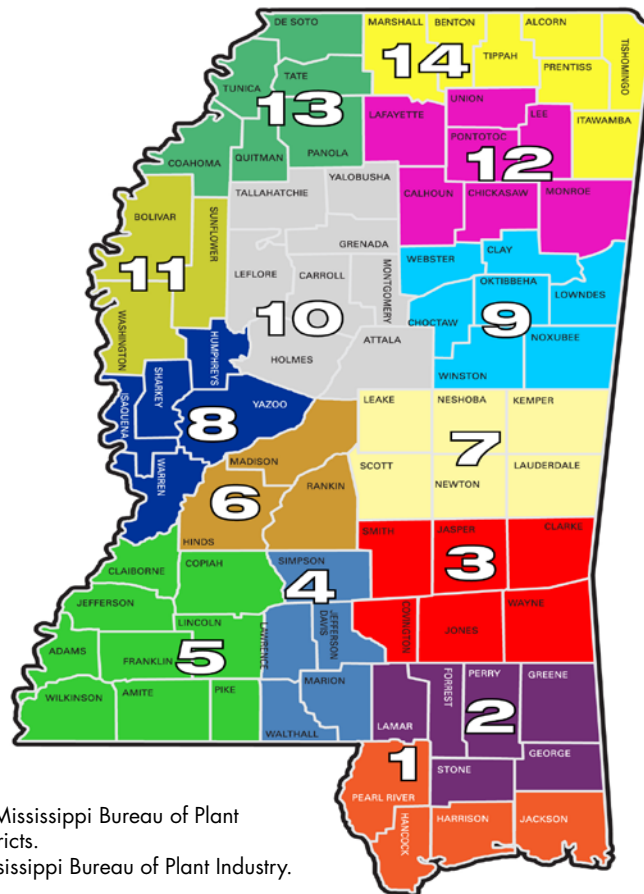 DE SOTO
MARSHALL
BENTON
ALCORN
TISHOMINGO
TIPPAH
PRENTISS
14
TUNICA
TATE
13
UNION
LAFAYETTE
LEE
ITAWAMBA
PONTOTOC
12
COAHOMA
QUITMAN
PANOLA
TALLAHATCHIE
YALOBUSHA
CALHOUN
CHICKASAW
MONROE
BOLIVAR
SUNFLOWER
11
WASHINGTON
GRENADA
LEFLORE
CARROLL
MONTGOMERY
10
HOLMES
ATTALA
WEBSTER
CLAY
OKTIBBEHA
LOWNDES
CHOCTAW
9
NOXUBEE
WINSTON
HUMPHREYS
SHARKEY
ISAQUENA
YAZOO
8
WARREN
LEAKE
NESHOBA
KEMPER
7
SCOTT
NEWTON
LAUDERDALE
MADISON
6
RANKIN
HINDS
SMITH
JASPER
CLARKE
3
COVINGTON
JONES
WAYNE
CLAIBORNE
COPIAH
SIMPSON
4
JEFFERSON
LINCOLN
LAWRENCE
JEFFERSON
DAVIS
ADAMS
FRANKLIN
5
WILKINSON
AMITE
PIKE
MARION
WALTHALL
LAMAR
FORREST
PERRY
GREENE
2
STONE
GEORGE
1
PEARL RIVER
HANCOCK
HARRISON
JACKSON
Mississippi Bureau of Plant
ricts.
sissippi Bureau of Plant Industry.